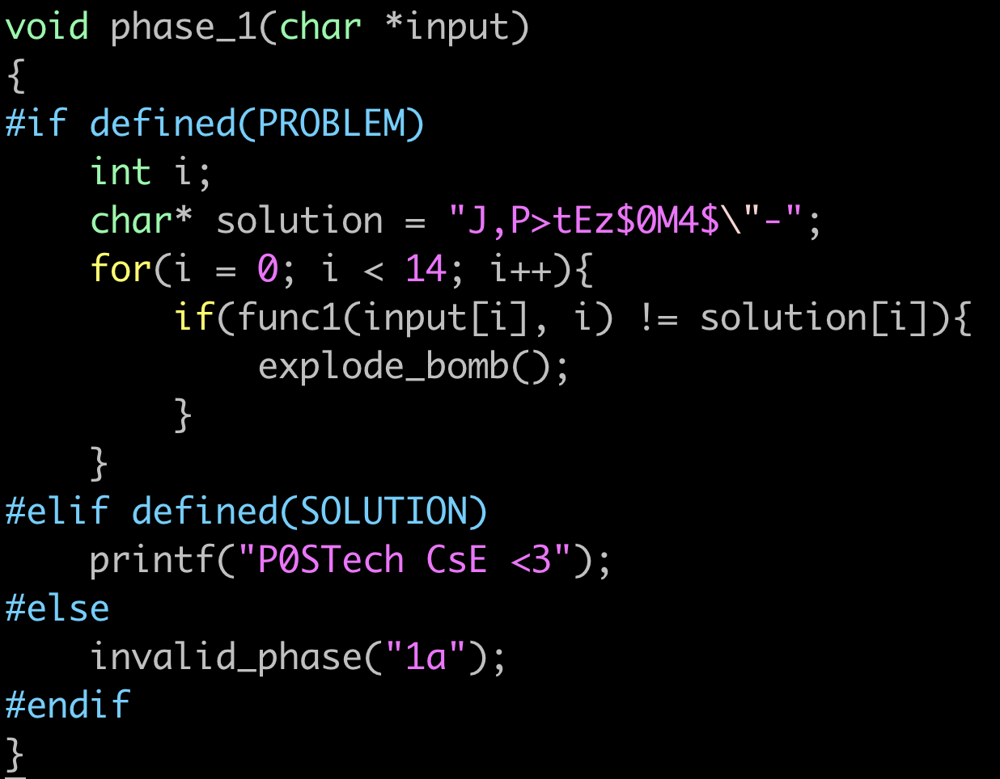 void phase_1(char *input)
{
#if defined(PROBLEM)
    int i;
    char* solution = "J,P>tEz$0M4$\"-";
    for(i = 0; i < 14; i++){
        if(func1(input[i], i) != solution[i]){
            explode_bomb();
        }
    }
#elif defined(SOLUTION)
    printf("P0STech CsE <3");
#else
    invalid_phase("1a");
#endif
}